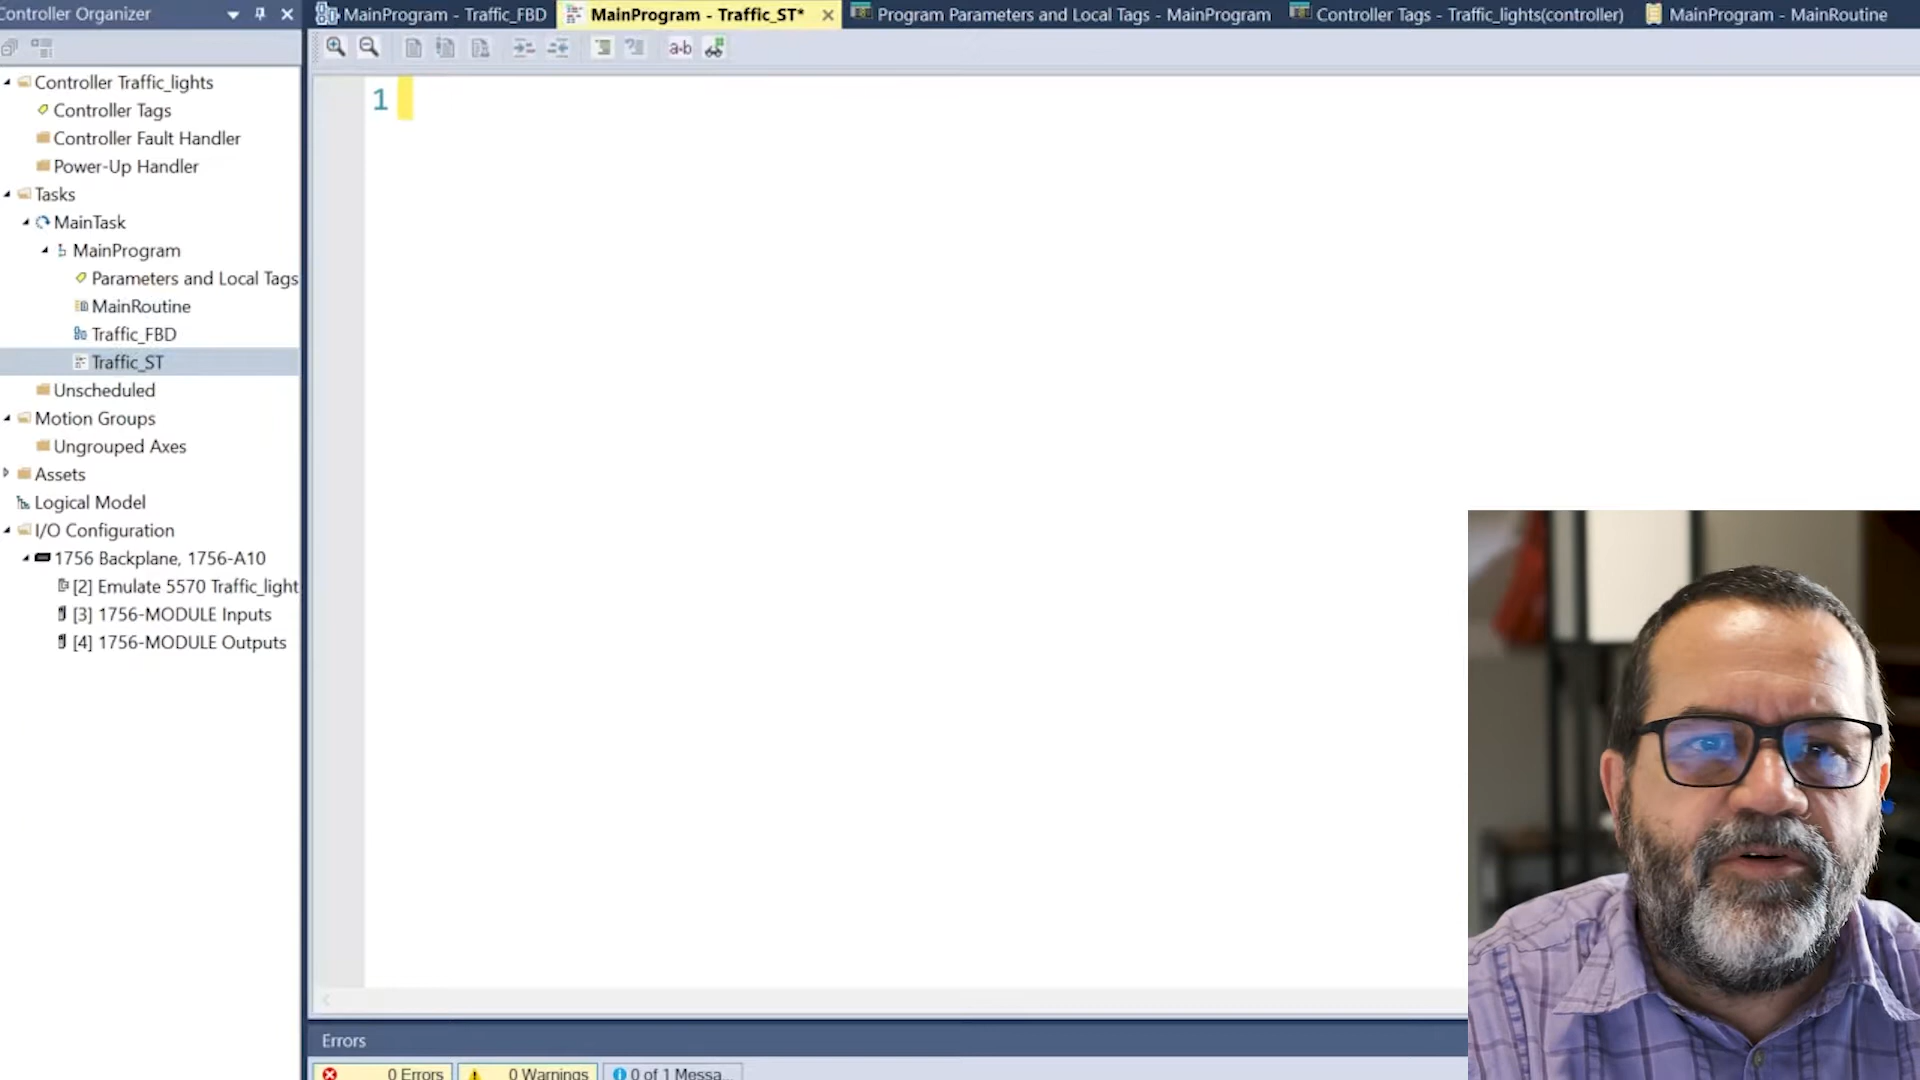 Controller Organizer
Controller Traffic_lights
Controller Tags
Controller Fault Handler
Power-Up Handler
Tasks
MainTask
MainProgram
Parameters and Local Tags
MainRoutine
Traffic_FBD
Traffic_ST
Unscheduled
Motion Groups
Ungrouped Axes
Assets
Logical Model
I/O Configuration
1756 Backplane, 1756-A10
[2] Emulate 5570 Traffic_light
[3] 1756-MODULE Inputs
[4] 1756-MODULE Outputs
MainProgram - Traffic_FBD
MainProgram - Traffic_ST*
Program Parameters and Local Tags - MainProgram
Controller Tags - Traffic_lights(controller)
MainProgram - MainRoutine
a-b
1
Errors
0 Errors
0 Warnings
0 of 1 Messa...